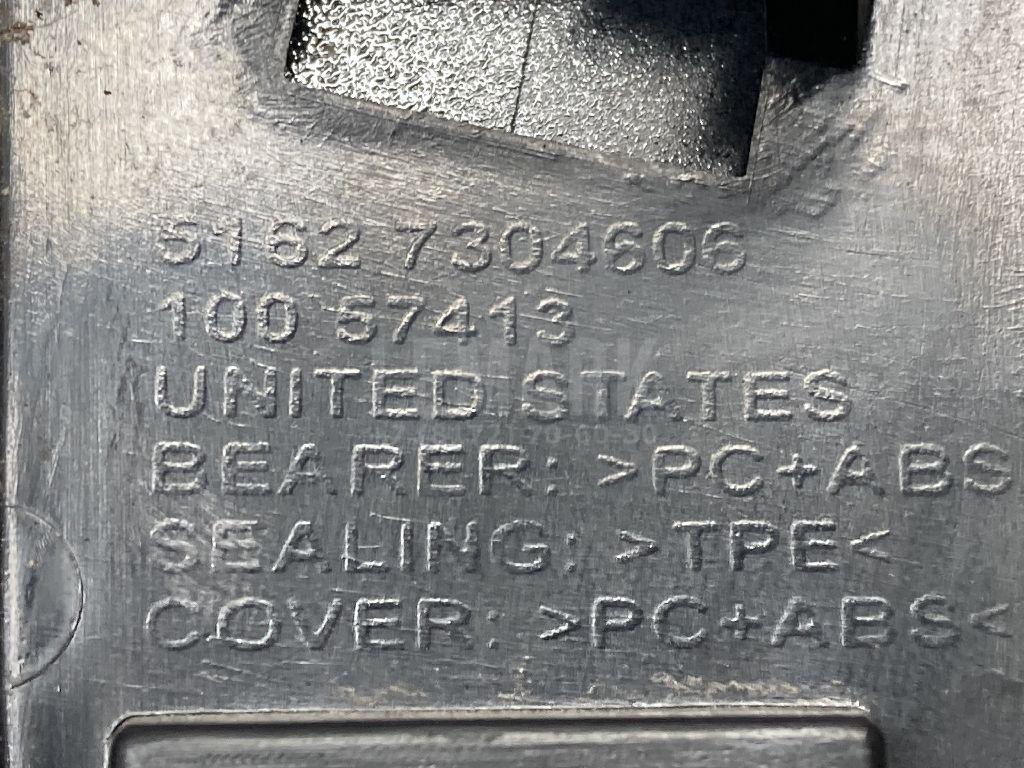 5162 7304606
100 57413
UNITED STATES
BEARER: >PC+ABS
SEALING: >TPE<
COVER: >PC+ABS<